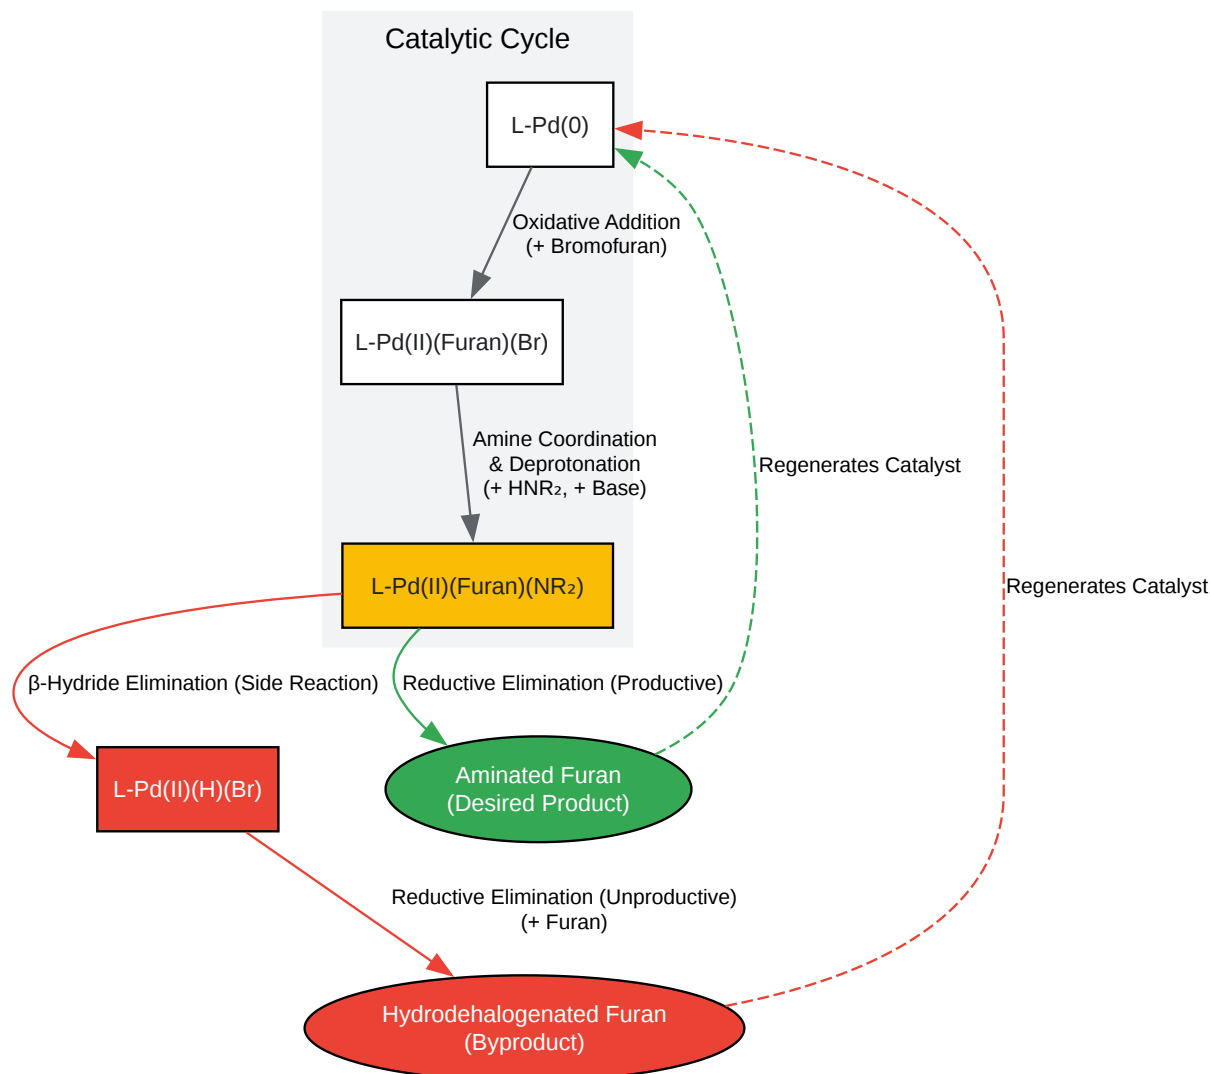 Catalytic Cycle
L-Pd(0)
Oxidative Addition
(+ Bromofuran)
L-Pd(II)(Furan)(Br)
Amine Coordination
& Deprotonation
(+ HNR₂, + Base)
Regenerates Catalyst
L-Pd(II)(Furan)(NR₂)
Regenerates Catalyst
β-Hydride Elimination (Side Reaction)
Reductive Elimination (Productive)
L-Pd(II)(H)(Br)
Aminated Furan
(Desired Product)
Reductive Elimination (Unproductive)
(+ Furan)
Hydrodehalogenated Furan
(Byproduct)